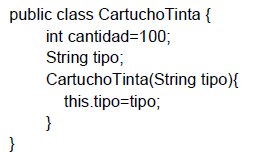 public class CartuchoTinta {
int cantidad=100;
String tipo;
CartuchoTinta(String tipo){
this.tipo=tipo;
}
}